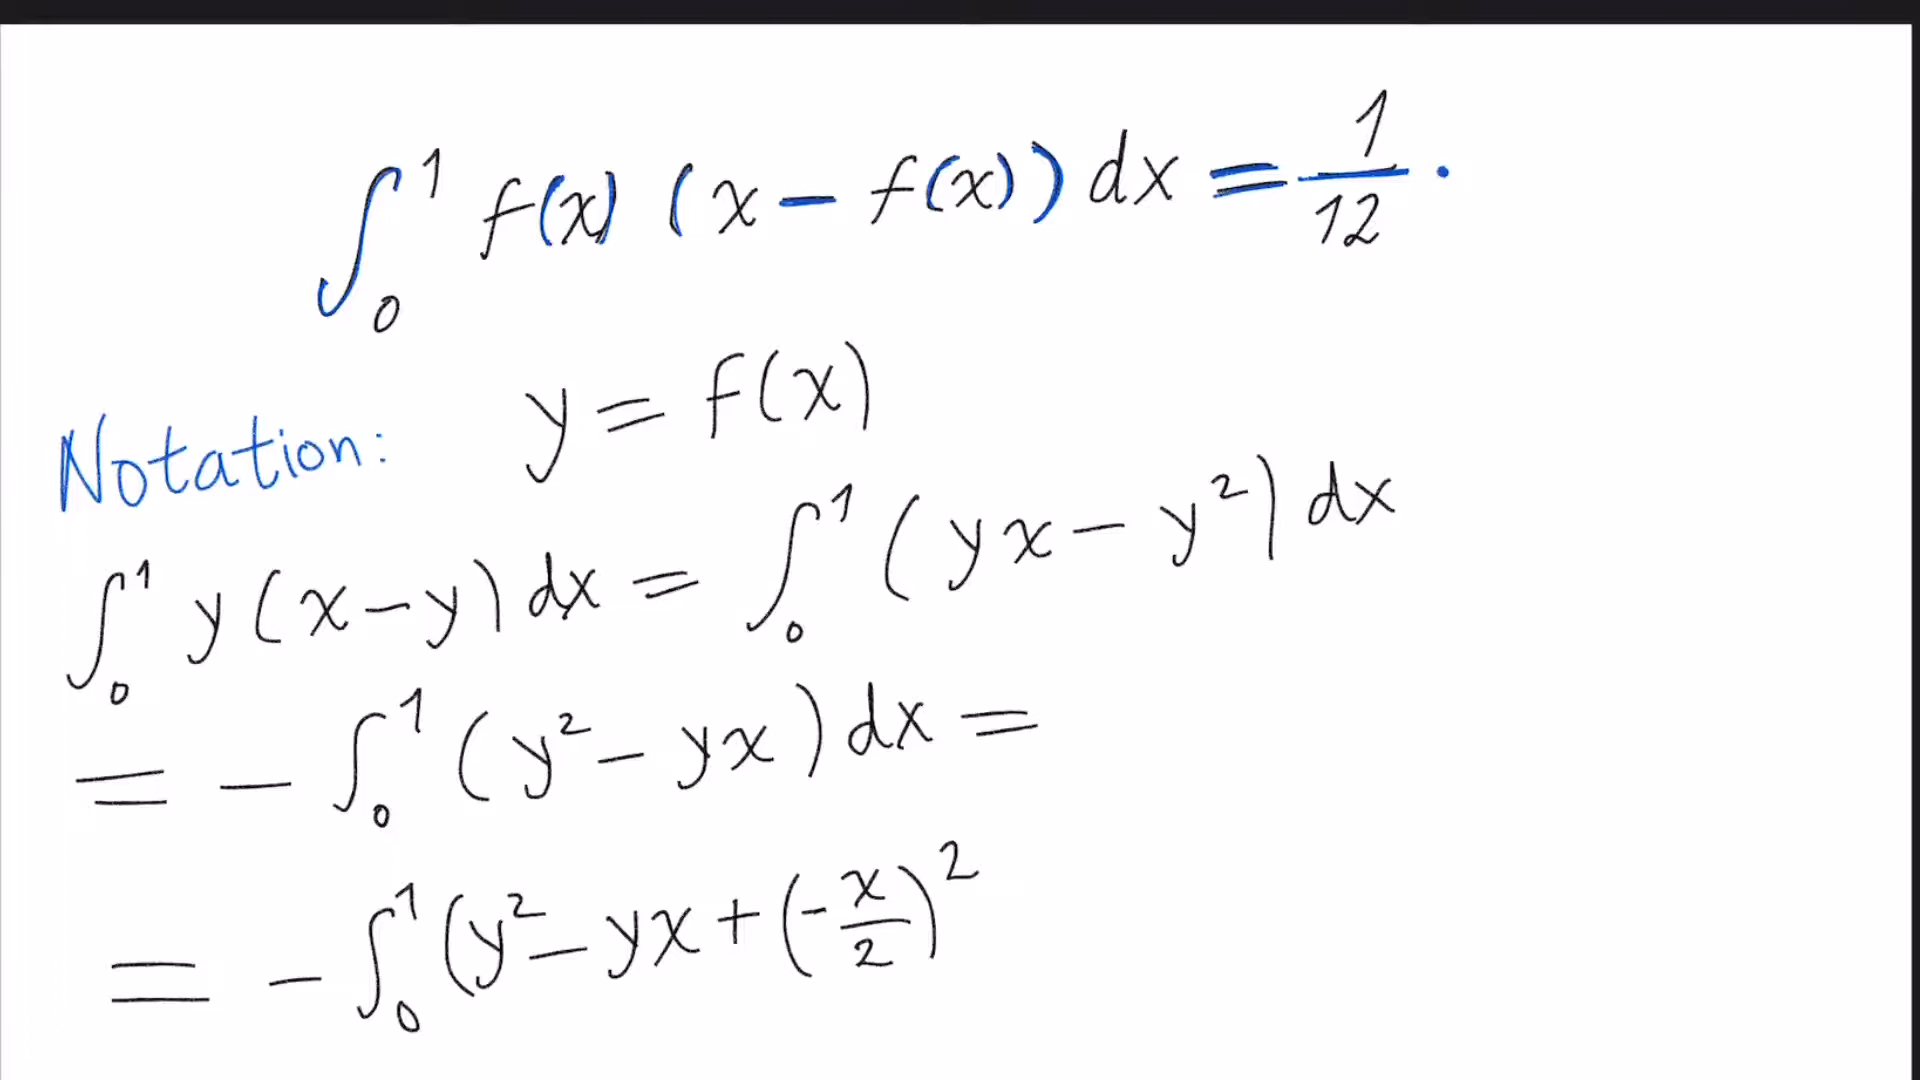 ∫₀¹ f(x) (x − f(x)) dx = 1/12 .
Notation: y = f(x)
∫₀¹ y(x−y) dx = ∫₀¹ (yx − y²) dx
= − ∫₀¹ (y² − yx) dx =
= − ∫₀¹ (y² − yx + (−x/2)²